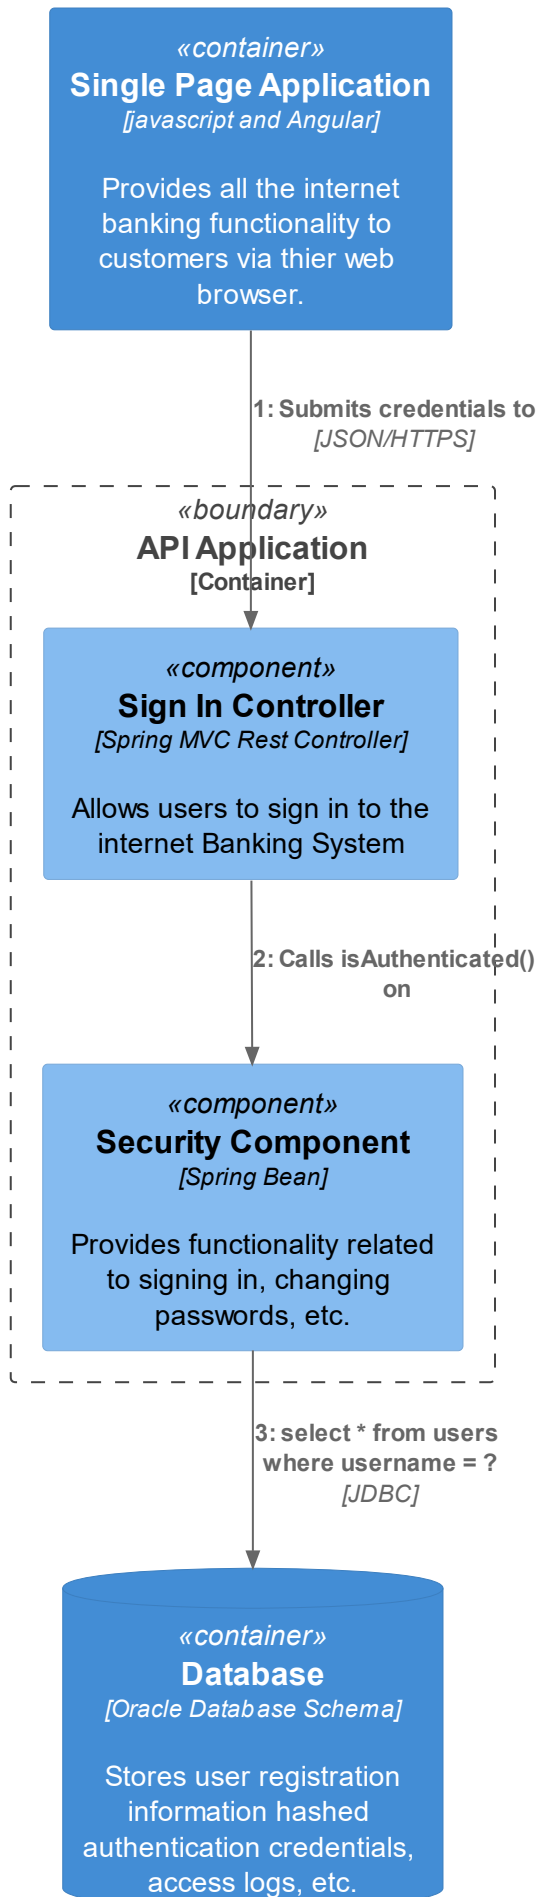 «container»
Single Page Application
[javascript and Angular]
Provides all the internet
banking functionality to
customers via thier web
browser.
1: Submits credentials to
[JSON/HTTPS]
«boundary»
API Application
[Container]
«component»
Sign In Controller
[Spring MVC Rest Controller]
Allows users to sign in to the
internet Banking System
2: Calls isAuthenticated()
on
«component»
Security Component
[Spring Bean]
Provides functionality related
to signing in, changing
passwords, etc.
3: select * from users
where username = ?
[JDBC]
«container»
Database
[Oracle Database Schema]
Stores user registration
information hashed
authentication credentials,
access logs, etc.